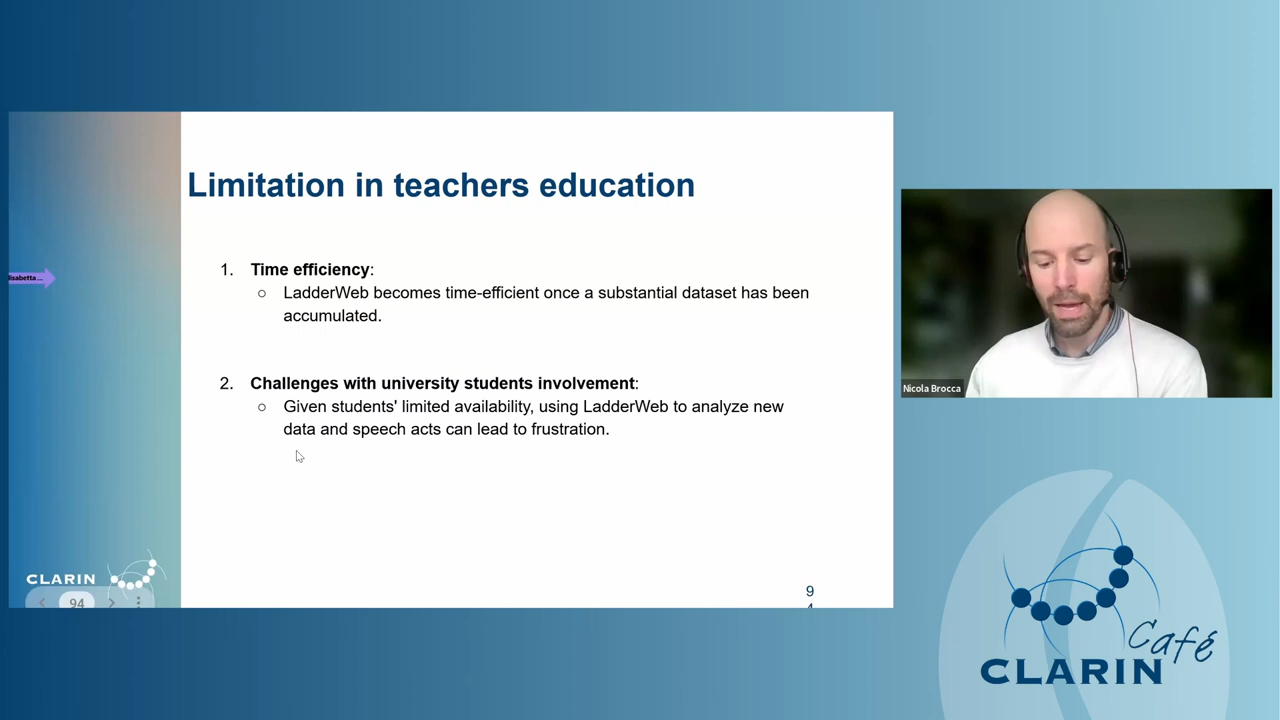 Limitation in teachers education
1. Time efficiency:
○ LadderWeb becomes time-efficient once a substantial dataset has been
accumulated.
2. Challenges with university students involvement:
○ Given students' limited availability, using LadderWeb to analyze new
data and speech acts can lead to frustration.
CLARIN
94
9
Nicola Brocca
Café
CLARIN